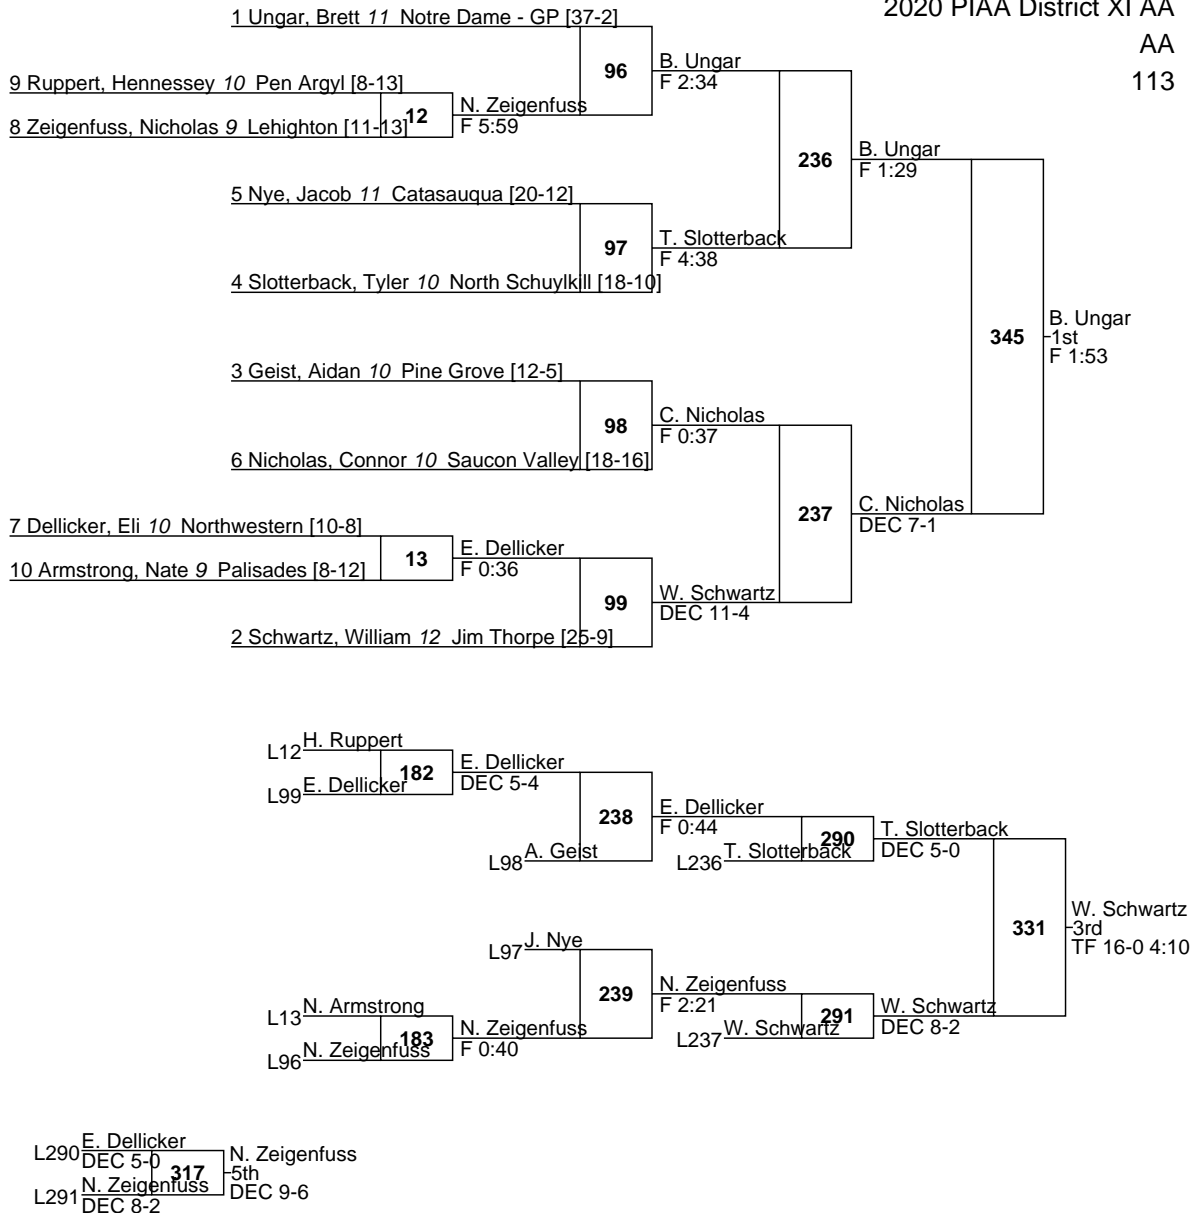 2020 PIAA District XI AA
AA
113
1 Ungar, Brett 11 Notre Dame - GP [37-2]
96
B. Ungar
F 2:34
9 Ruppert, Hennessey 10 Pen Argyl [8-13]
12
N. Zeigenfuss
F 5:59
8 Zeigenfuss, Nicholas 9 Lehighton [11-13]
236
B. Ungar
F 1:29
5 Nye, Jacob 11 Catasauqua [20-12]
97
T. Slotterback
F 4:38
4 Slotterback, Tyler 10 North Schuylkill [18-10]
345
B. Ungar
1st
F 1:53
3 Geist, Aidan 10 Pine Grove [12-5]
98
C. Nicholas
F 0:37
6 Nicholas, Connor 10 Saucon Valley [18-16]
237
C. Nicholas
DEC 7-1
7 Dellicker, Eli 10 Northwestern [10-8]
13
E. Dellicker
F 0:36
10 Armstrong, Nate 9 Palisades [8-12]
99
W. Schwartz
DEC 11-4
2 Schwartz, William 12 Jim Thorpe [25-9]
L12 H. Ruppert
182
E. Dellicker
DEC 5-4
L99 E. Dellicker
238
E. Dellicker
F 0:44
L98 A. Geist
290
T. Slotterback
DEC 5-0
L236 T. Slotterback
331
W. Schwartz
3rd
TF 16-0 4:10
L97 J. Nye
239
N. Zeigenfuss
F 2:21
L13 N. Armstrong
183
N. Zeigenfuss
F 0:40
L96 N. Zeigenfuss
291
W. Schwartz
DEC 8-2
L237 W. Schwartz
L290 E. Dellicker
DEC 5-0
317
N. Zeigenfuss
5th
DEC 9-6
L291 N. Zeigenfuss
DEC 8-2